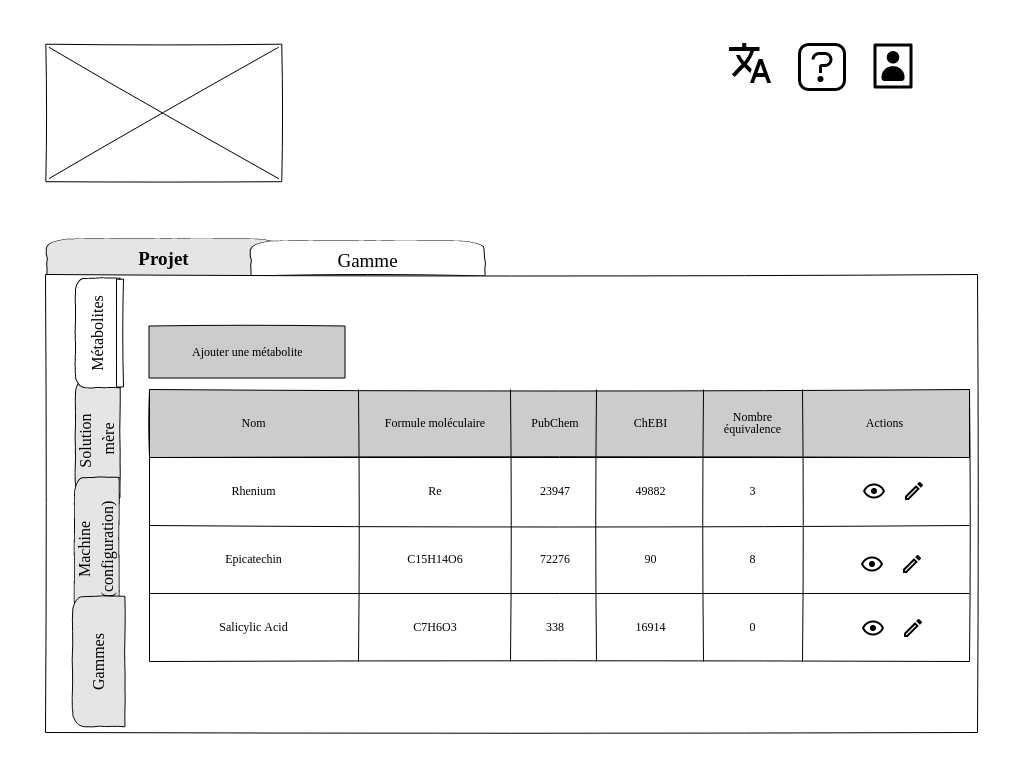 Projet
Gamme
Métabolites
Solution
mère
Machine
(configuration)
Gammes
Ajouter une métabolite
Nom Formule moléculaire PubChem ChEBI Nombre équivalence Actions
Rhenium Re 23947 49882 3
Epicatechin C15H14O6 72276 90 8
Salicylic Acid C7H6O3 338 16914 0